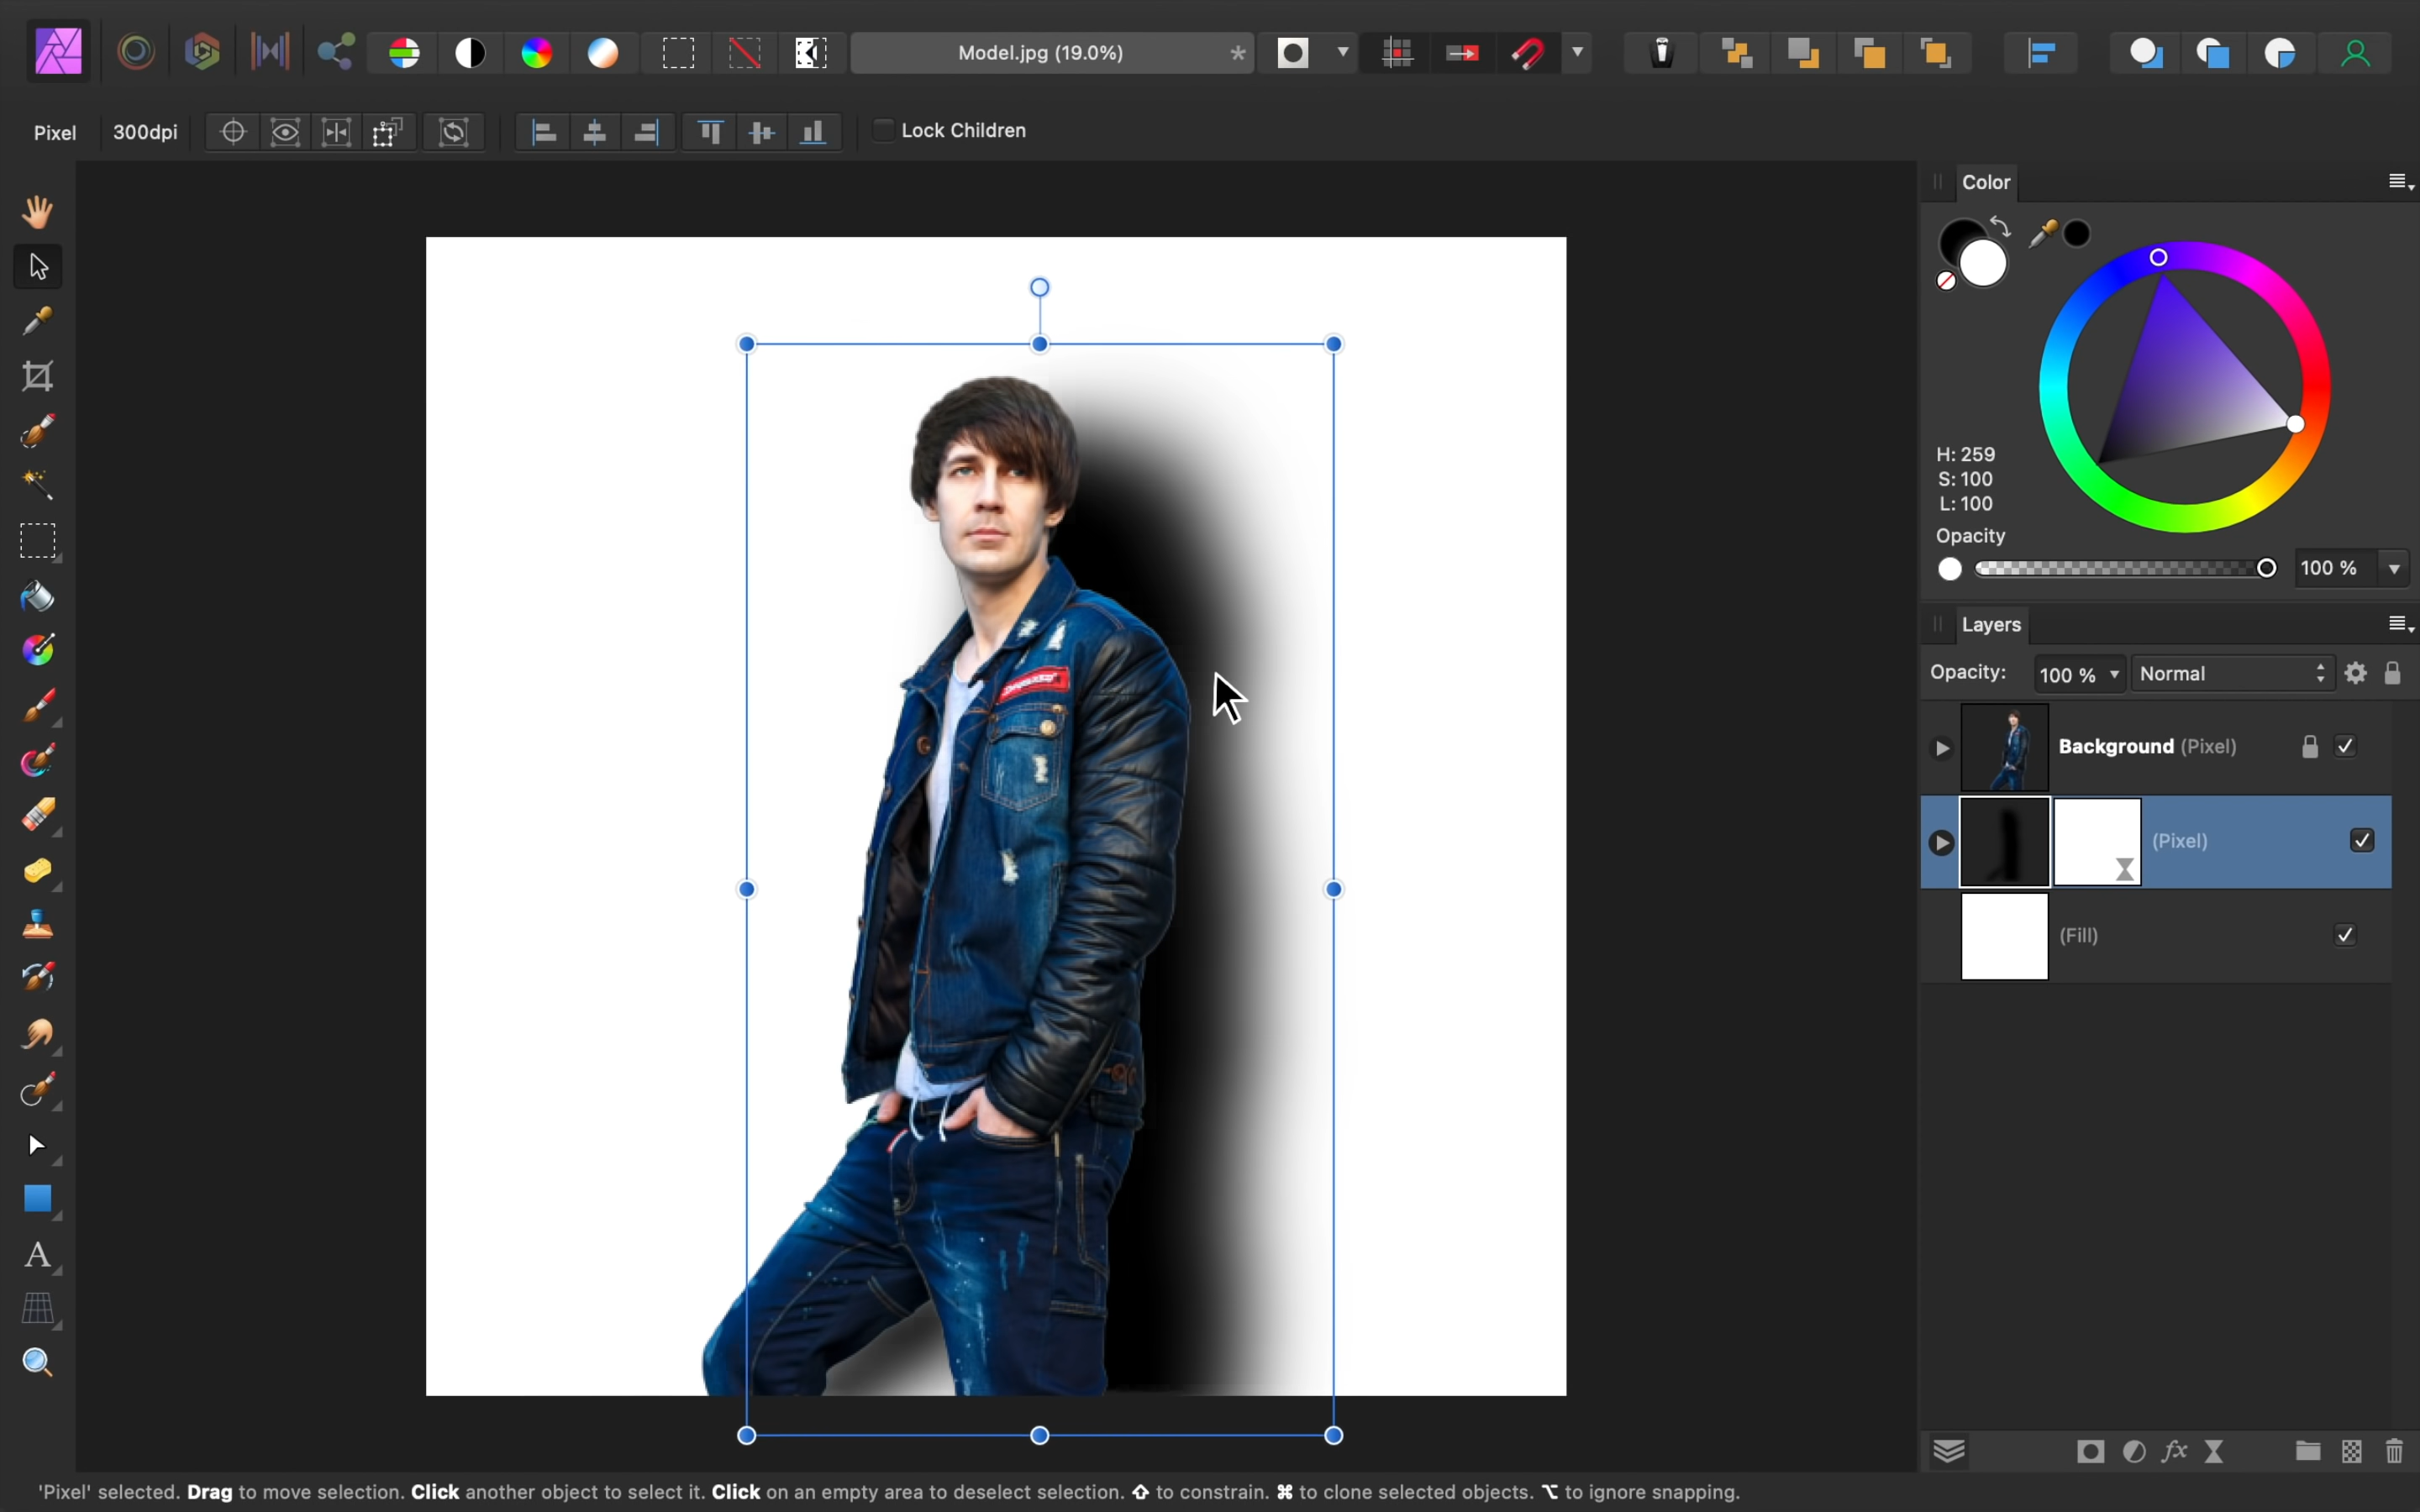 Model.jpg (19.0%)
*
Pixel
300dpi
Lock Children
Color
H: 259
S: 100
L: 100
Opacity
100 %
Layers
Opacity:
100 %
Normal
Background (Pixel)
(Pixel)
(Fill)
A
fx
'Pixel' selected. Drag to move selection. Click another object to select it. Click on an empty area to deselect selection. ⇧ to constrain. ⌘ to clone selected objects. ⌥ to ignore snapping.